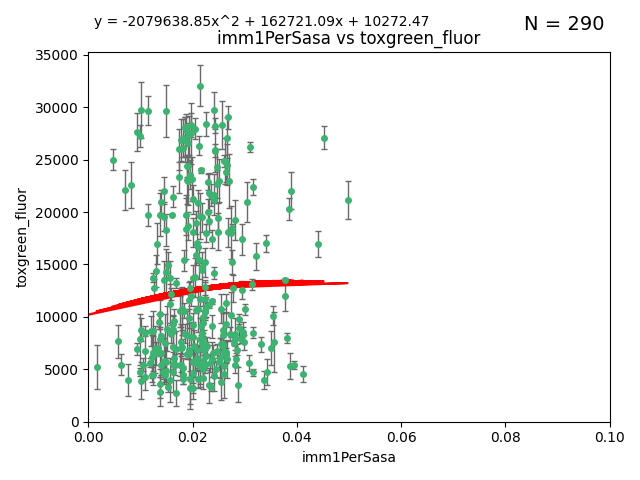 y = -2079638.85x^2 + 162721.09x + 10272.47
N = 290
imm1PerSasa vs toxgreen_fluor
35000
30000
25000
20000
15000
10000
5000
0
toxgreen_fluor
0.00 0.02 0.04 0.06 0.08 0.10
imm1PerSasa